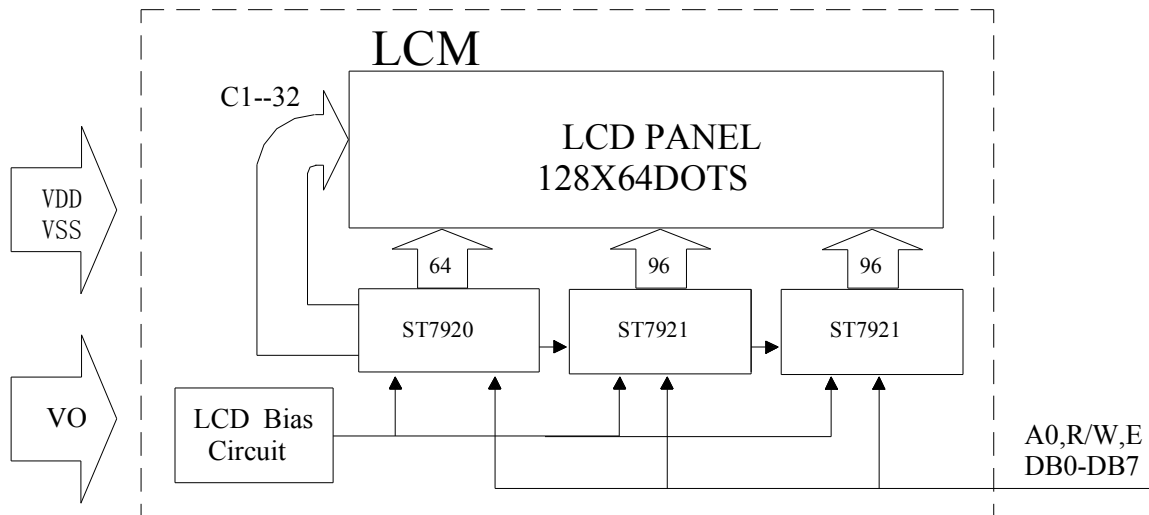 LCM
C1--32
LCD PANEL
128X64DOTS
VDD
VSS
64
96
96
ST7920
ST7921
ST7921
VO
LCD Bias
Circuit
A0,R/W,E
DB0-DB7